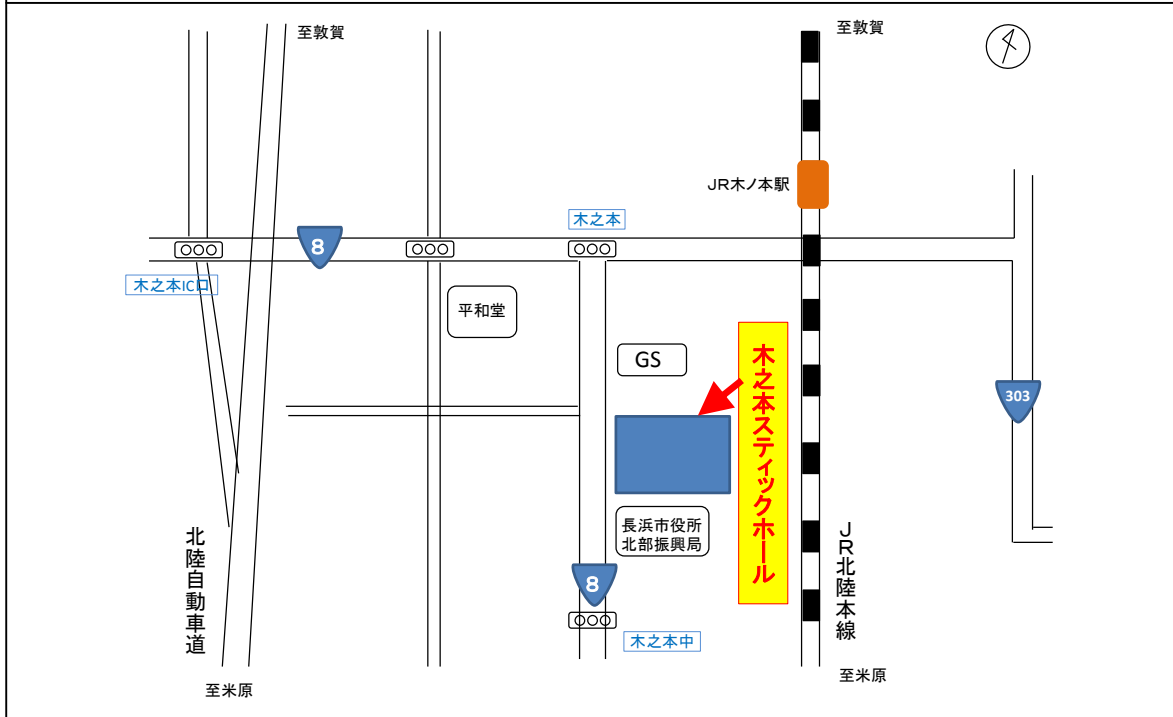 至敦賀
至敦賀
JR木ノ本駅
木之本
8
木之本IC口
平和堂
GS
木之本スティックホール
303
長浜市役所
北部振興局
北陸自動車道
JR北陸本線
8
木之本中
至米原
至米原